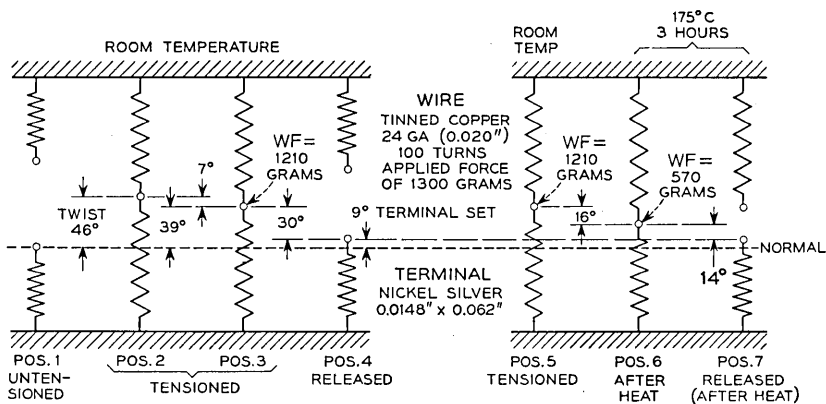 ROOM TEMPERATURE
ROOM
TEMP
175°C
3 HOURS
WIRE
TINNED COPPER
24 GA (0.020")
100 TURNS
APPLIED FORCE
OF 1300 GRAMS
7°
WF=
1210
GRAMS
WF=
1210
GRAMS
WF=
570
GRAMS
TWIST
46°
39°
30°
9° TERMINAL SET
16°
NORMAL
14°
TERMINAL
NICKEL SILVER
0.0148" x 0.062"
POS.1
UNTEN-
SIONED
POS.2
POS.3
TENSIONED
POS.4
RELEASED
POS.5
TENSIONED
POS.6
AFTER
HEAT
POS.7
RELEASED
(AFTER HEAT)